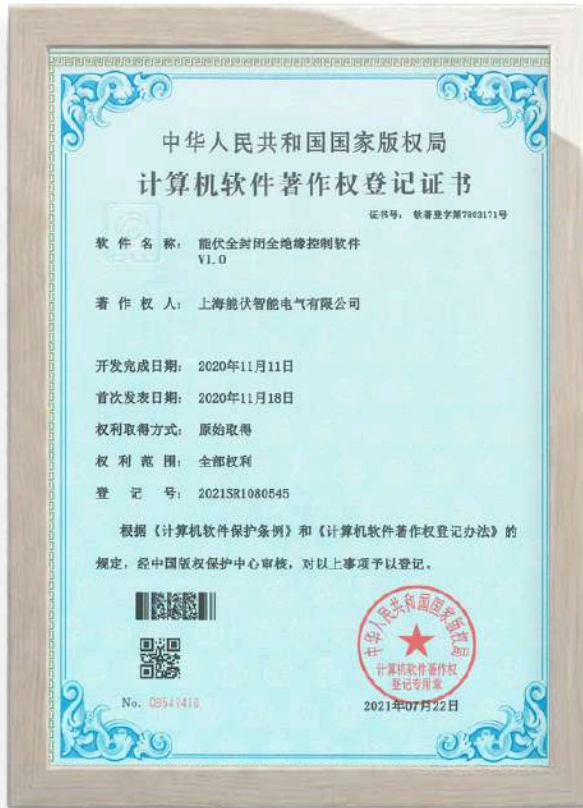 中华人民共和国国家版权局
计算机软件著作权登记证书
证书号： 软著登字第7803171号
软件名称： 能伏全封闭全绝缘控制软件
V1.0
著作权人： 上海能伏智能电气有限公司
开发完成日期： 2020年11月11日
首次发表日期： 2020年11月18日
权利取得方式： 原始取得
权利范围： 全部权利
登记号： 2021SR1080545
根据《计算机软件保护条例》和《计算机软件著作权登记办法》的
规定，经中国版权保护中心审核，对以上事项予以登记。
中华人民共和国国家版权局
计算机软件著作权
登记专用章
No.
2021年07月22日